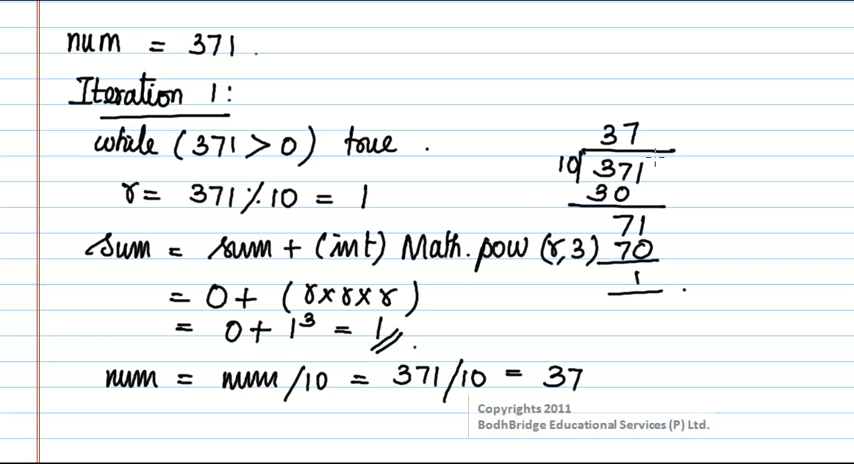 num = 371.
Iteration 1:
while (371 > 0) true.
r = 371 % 10 = 1
sum = sum + (int) Math.pow (r, 3)
= 0 + (r×r×r)
= 0 + 1³ = 1.
num = num /10 = 371/10 = 37
37
10) 371
30
71
70
1.
Copyrights 2011
BodhBridge Educational Services (P) Ltd.